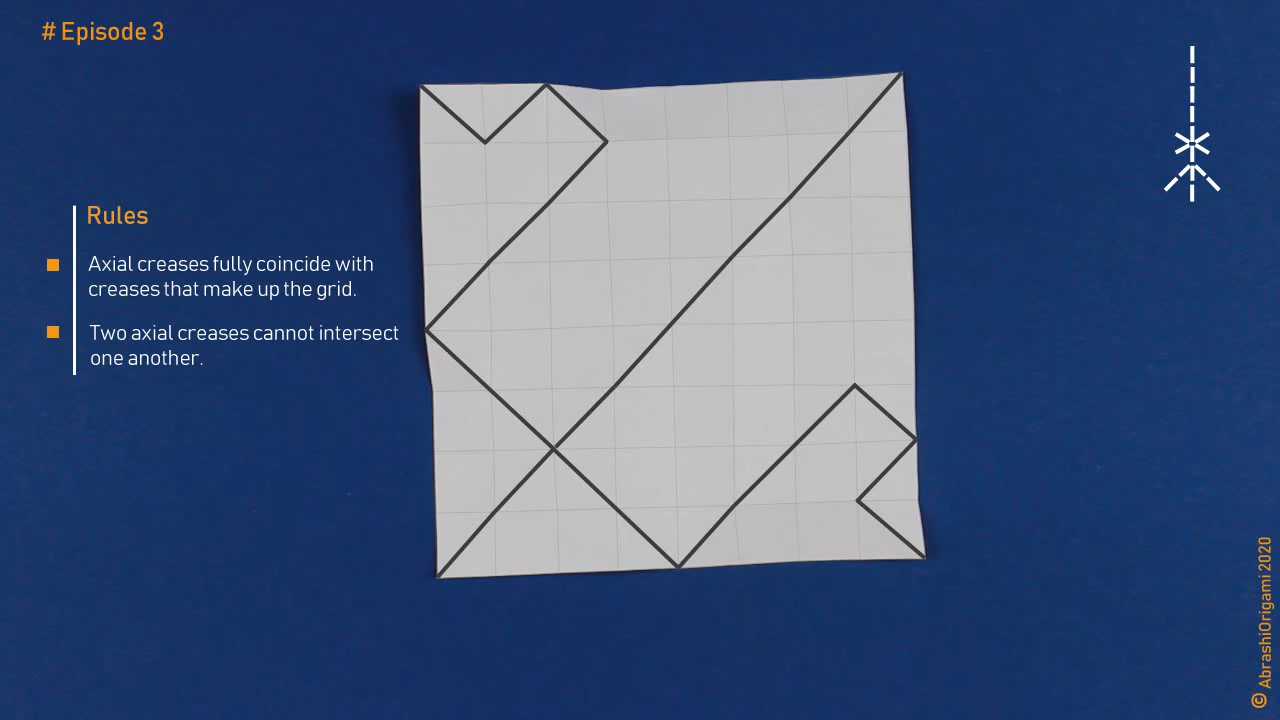 # Episode 3
Rules
Axial creases fully coincide with
creases that make up the grid.
Two axial creases cannot intersect
one another.
© AbrashiOrigami 2020